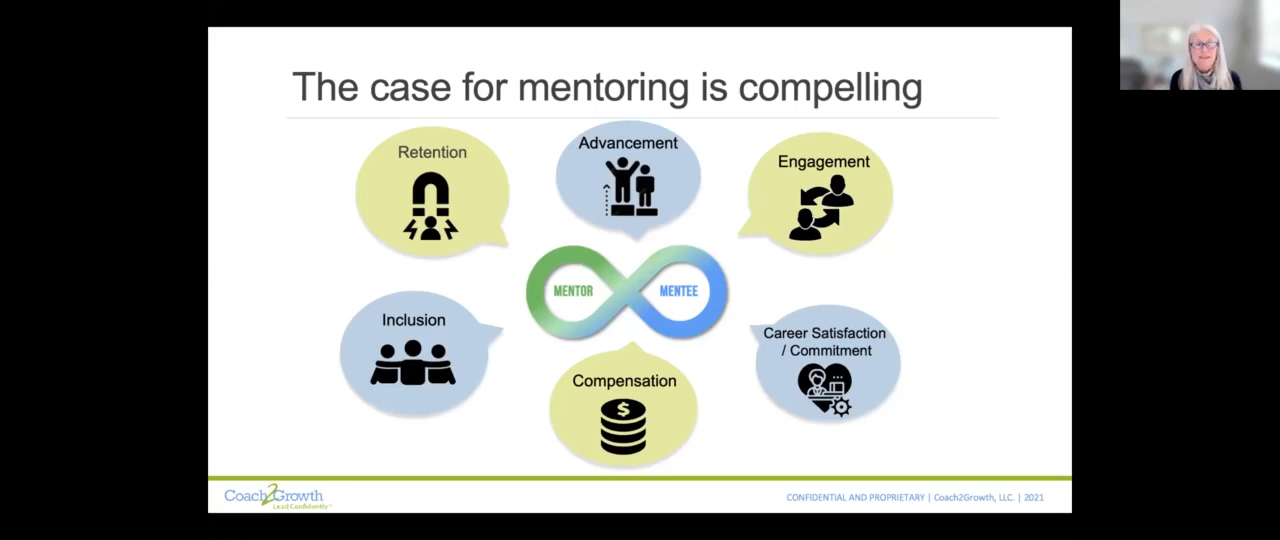 The case for mentoring is compelling
Retention
Advancement
Engagement
MENTOR
MENTEE
Inclusion
Career Satisfaction
/ Commitment
Compensation
$
Coach2Growth
Lead Confidently™
CONFIDENTIAL AND PROPRIETARY | Coach2Growth, LLC. | 2021